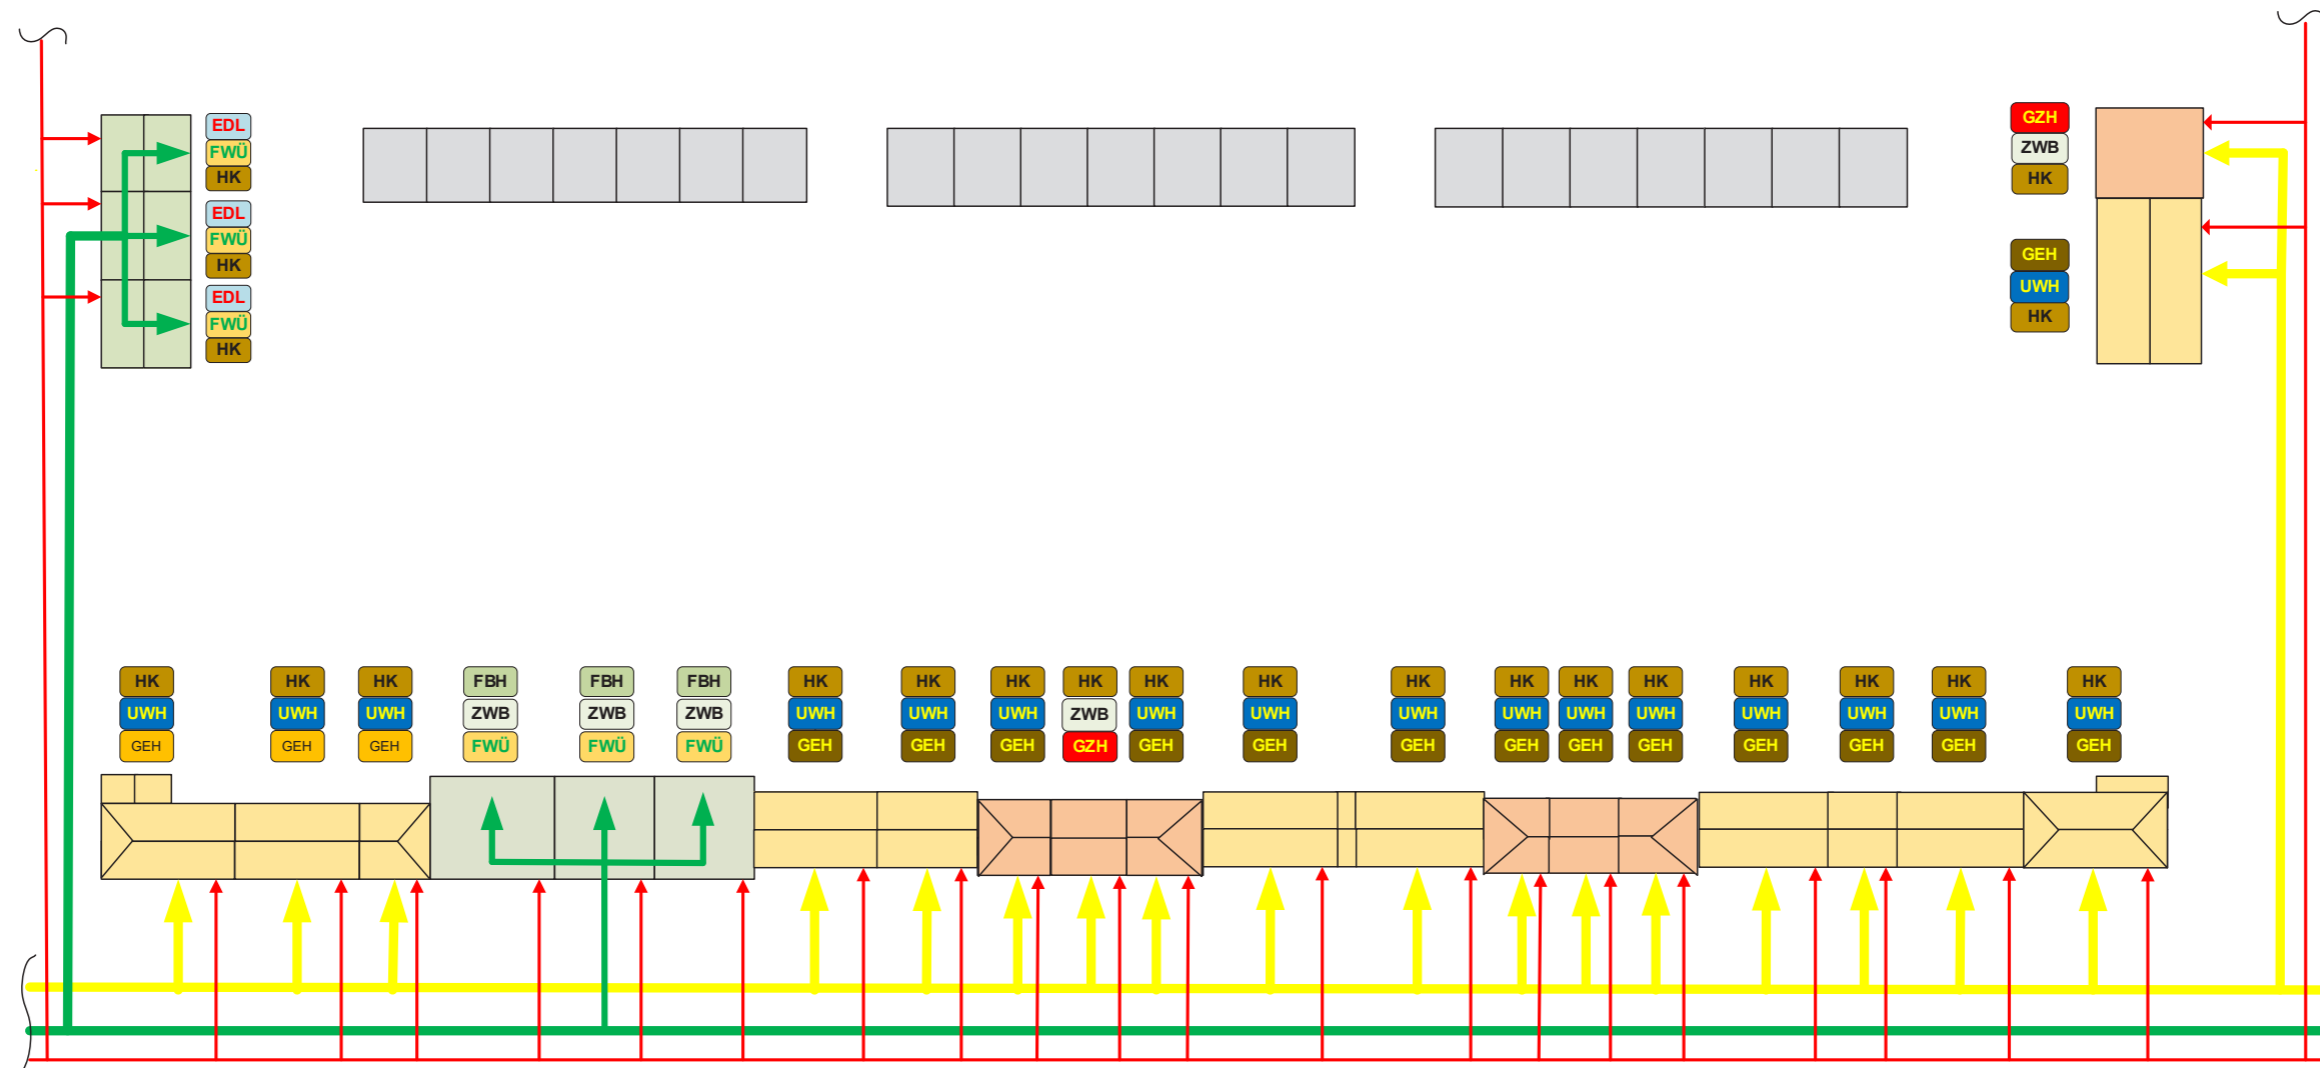 EDL
FWÜ
HK
EDL
FWÜ
HK
EDL
FWÜ
HK
GZH
ZWB
HK
GEH
UWH
HK
HK HK HK FBH FBH FBH HK HK HK HK HK HK HK HK HK HK HK HK HK HK
UWH UWH UWH ZWB ZWB ZWB UWH UWH UWH ZWB UWH UWH UWH UWH UWH UWH UWH UWH UWH UWH
GEH GEH GEH FWÜ FWÜ FWÜ GEH GEH GEH GZH GEH GEH GEH GEH GEH GEH GEH GEH GEH GEH